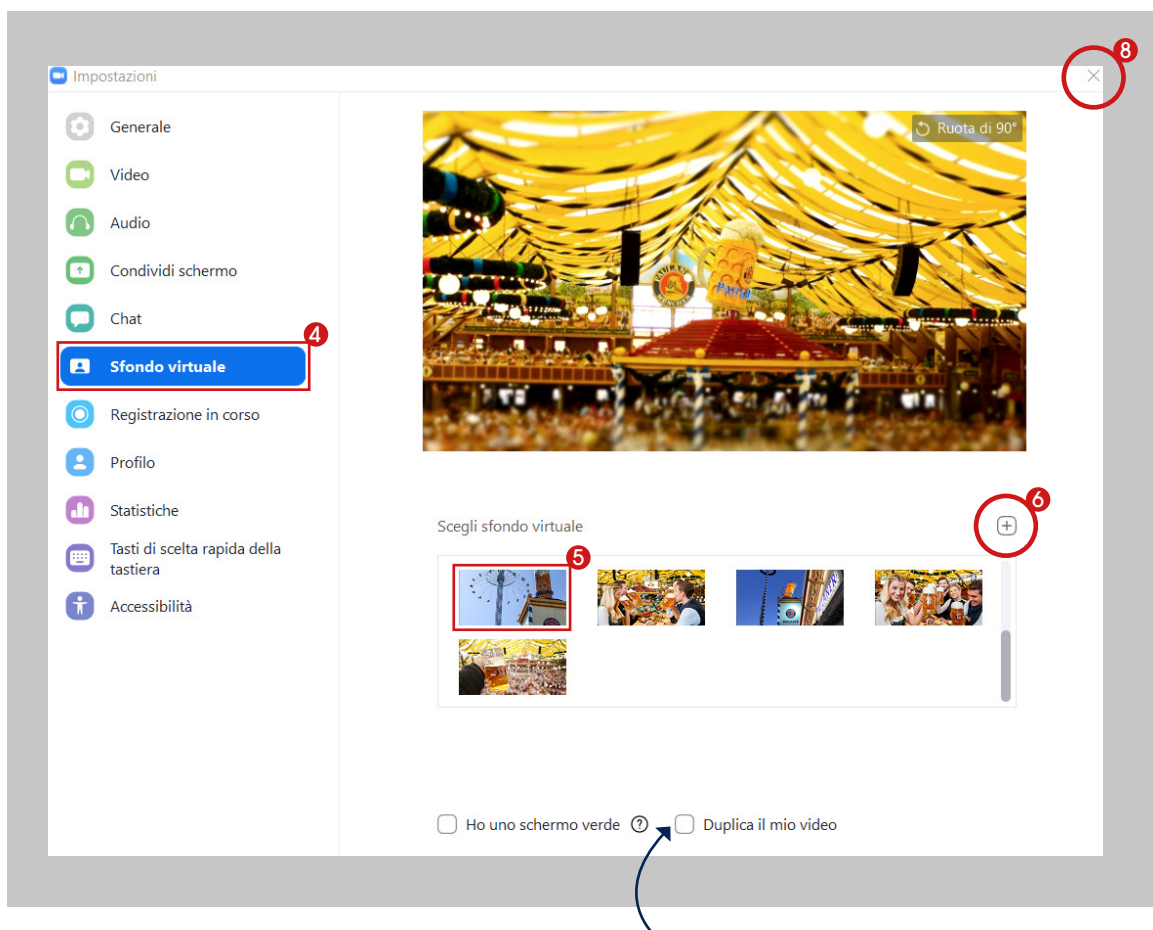 8
Impostazioni
Generale
Ruota di 90°
Video
Audio
Condividi schermo
Chat
4
Sfondo virtuale
Registrazione in corso
Profilo
Statistiche
Tasti di scelta rapida della
tastiera
Accessibilità
PAULANER
MÜNCHEN
6
Scegli sfondo virtuale
5
Ho uno schermo verde ?
Duplica il mio video